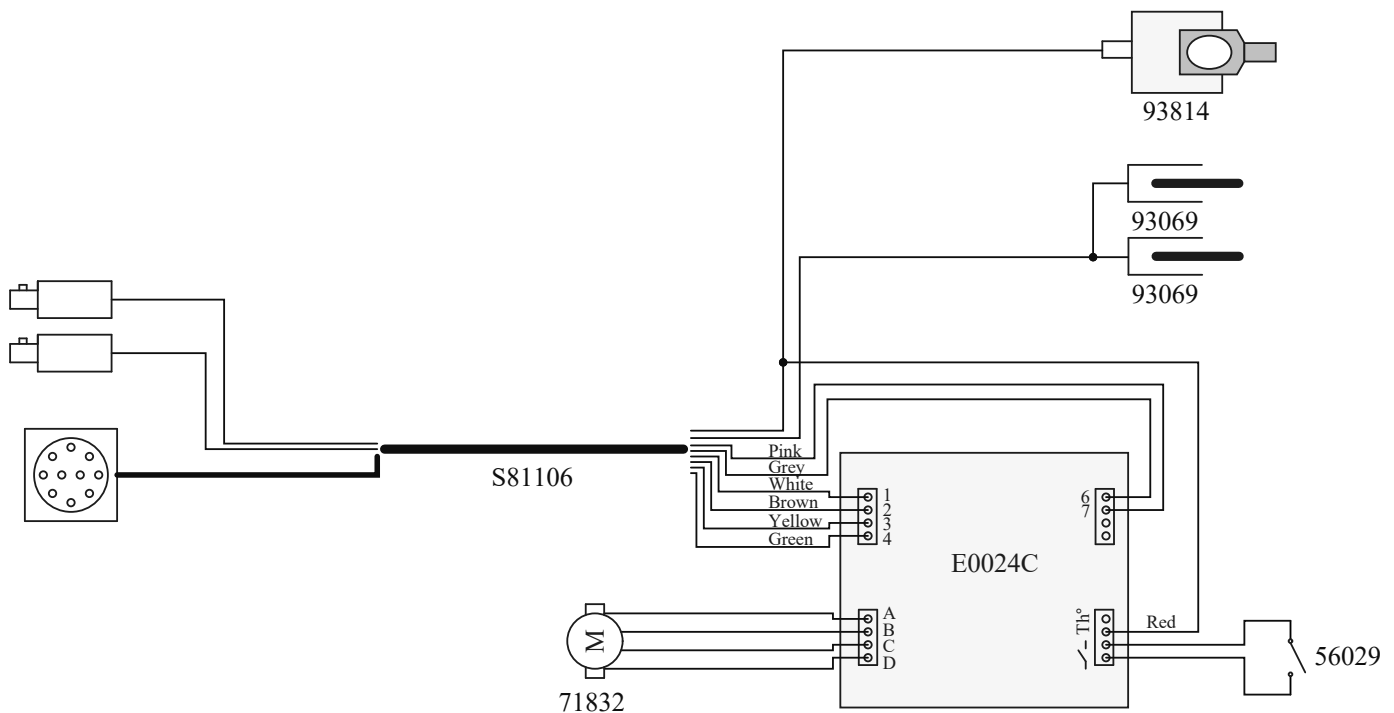 93814
93069
93069
S81106
Pink
Grey
White
Brown
Yellow
Green
1
2
3
4
6
7
E0024C
A
B
C
D
Th°
Red
M
71832
56029